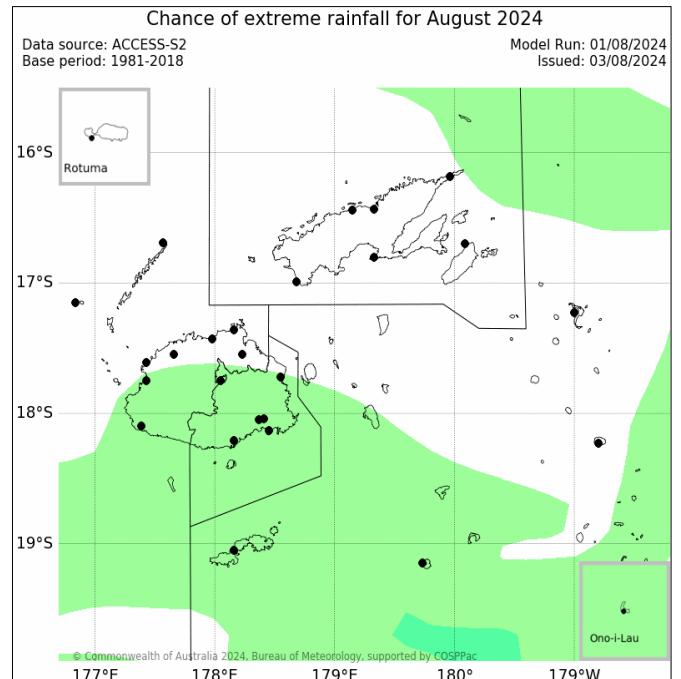 Chance of extreme rainfall for August 2024
Data source: ACCESS-S2
Base period: 1981-2018
Model Run: 01/08/2024
Issued: 03/08/2024
Rotuma
16°S
17°S
18°S
19°S
Ono-i-Lau
© Commonwealth of Australia 2024, Bureau of Meteorology, supported by COSPPac
177°E
178°E
179°E
180°
179°W